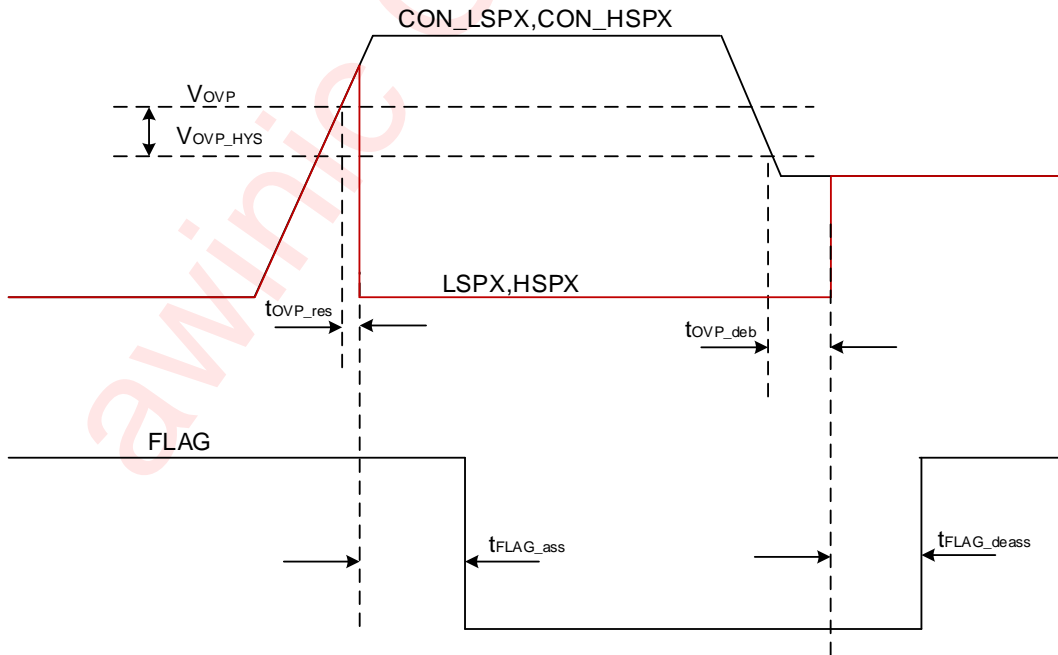 CON_LSPX,CON_HSPX
VOVP
VOVP_HYS
LSPX,HSPX
tOVP_res
tOVP_deb
FLAG
tFLAG_ass
tFLAG_deass
awinic